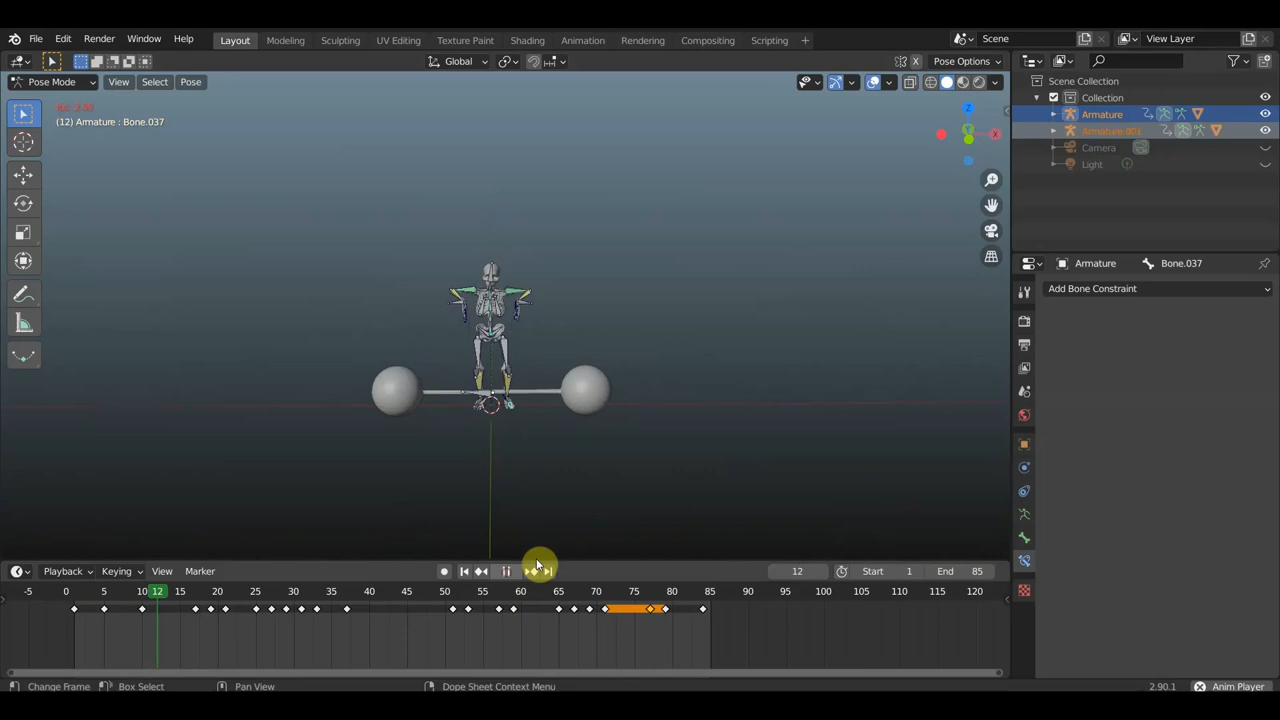 File Edit Render Window Help Layout Modeling Sculpting UV Editing Texture Paint Shading Animation Rendering Compositing Scripting + Scene View Layer
Global Pose Options
Pose Mode View Select Pose
Scene Collection
Collection
(12) Armature : Bone.037
Armature
Armature.001
Camera
Light
Z
Y
X
Armature Bone.037
Add Bone Constraint
Playback Keying View Marker 12 Start 1 End 85
-5 0 5 10 12 15 20 25 30 35 40 45 50 55 60 65 70 75 80 85 90 95 100 105 110 115 120
Change Frame Box Select Pan View Dope Sheet Context Menu 2.90.1 Anim Player